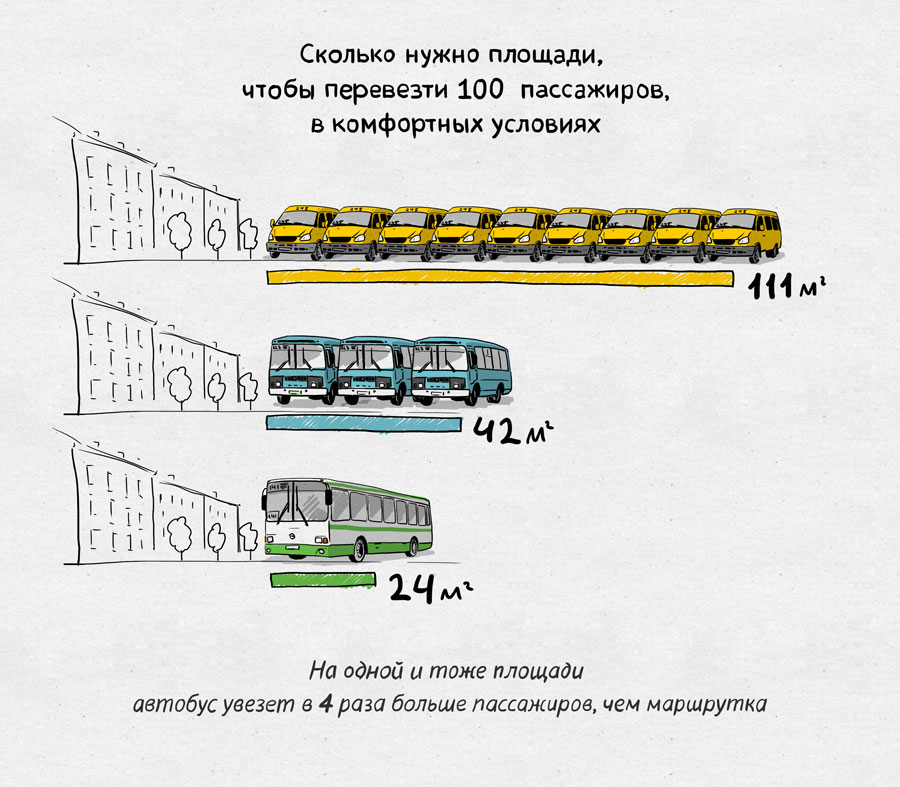 Сколько нужно площади,
чтобы перевезти 100 пассажиров,
в комфортных условиях
111 м²
42 м²
24 м²
На одной и тоже площади
автобус увезет в 4 раза больше пассажиров, чем маршрутка